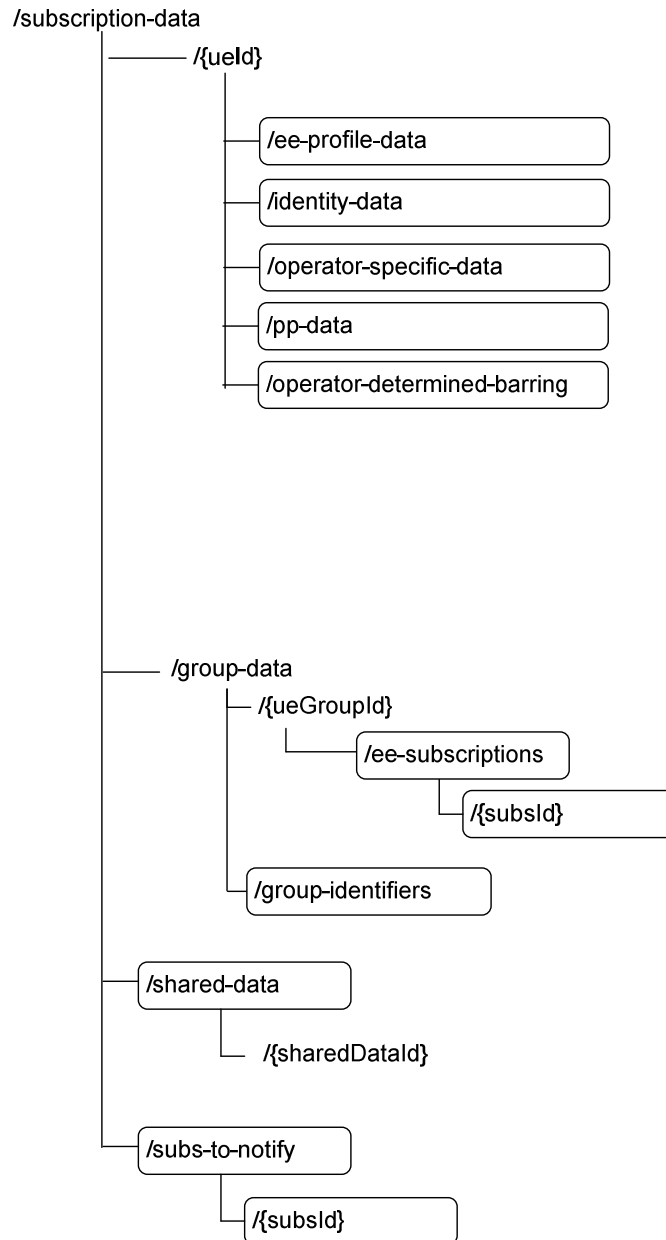 /subscription-data
/{ueId}
/ee-profile-data
/identity-data
/operator-specific-data
/pp-data
/operator-determined-barring
/group-data
/{ueGroupId}
/ee-subscriptions
/{subsId}
/group-identifiers
/shared-data
/{sharedDataId}
/subs-to-notify
/{subsId}